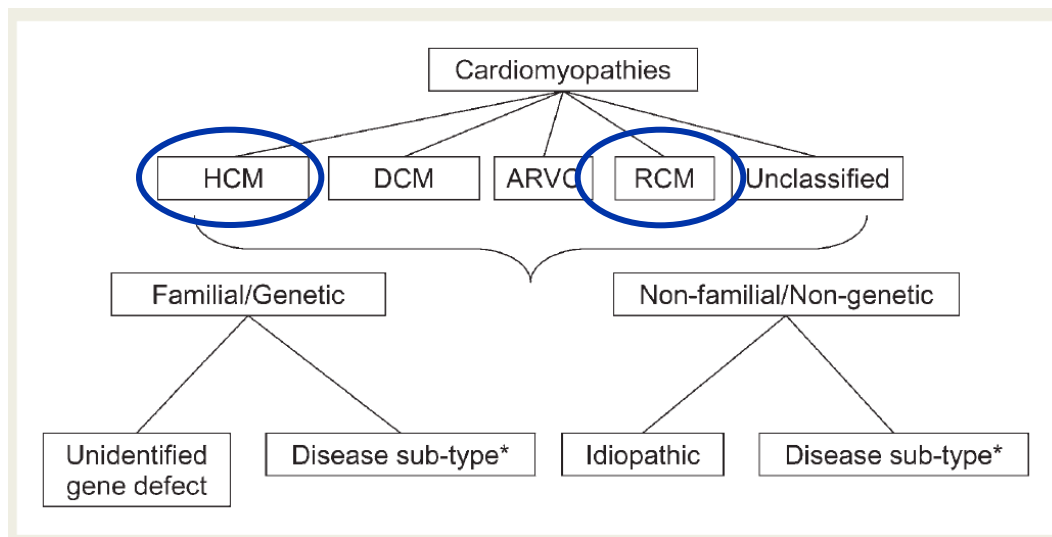 Cardiomyopathies
HCM
DCM
ARVC
RCM
Unclassified
Familial/Genetic
Non-familial/Non-genetic
Unidentified
gene defect
Disease sub-type*
Idiopathic
Disease sub-type*